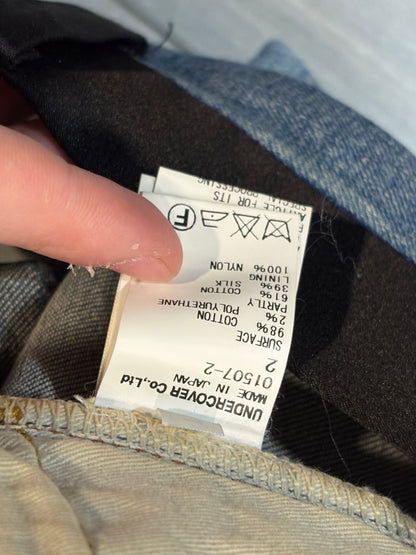 UNDERCOVER Co.,Ltd
MADE IN JAPAN
01507-2
2
SURFACE
98% COTTON
2% POLYURETHANE
PARTLY
61% COTTON
39% SILK
LINING
100% NYLON
F
ARTICLE FOR ITS
SPECIAL PROCESSING